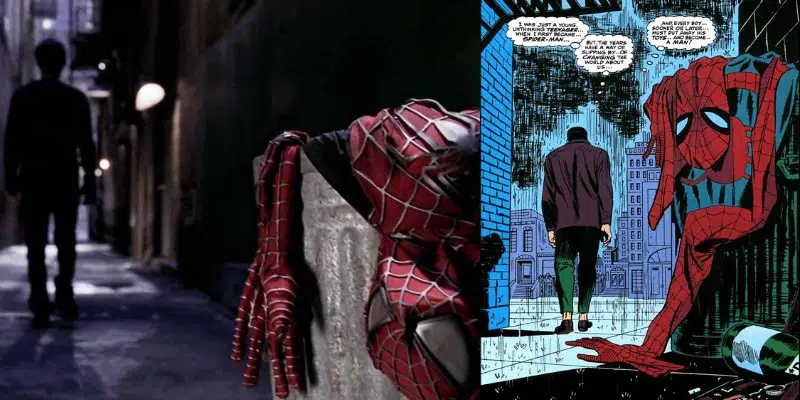 I WAS JUST A YOUNG,
UNTHINKING TEENAGER...
WHEN I FIRST BECAME...
SPIDER-MAN...
BUT, THE YEARS
HAVE A WAY OF
SLIPPING BY...OF
CHANGING THE
WORLD ABOUT
US...
AND, EVERY BOY...
SOONER OR LATER...
MUST PUT AWAY HIS
TOYS...AND BECOME...
A MAN!